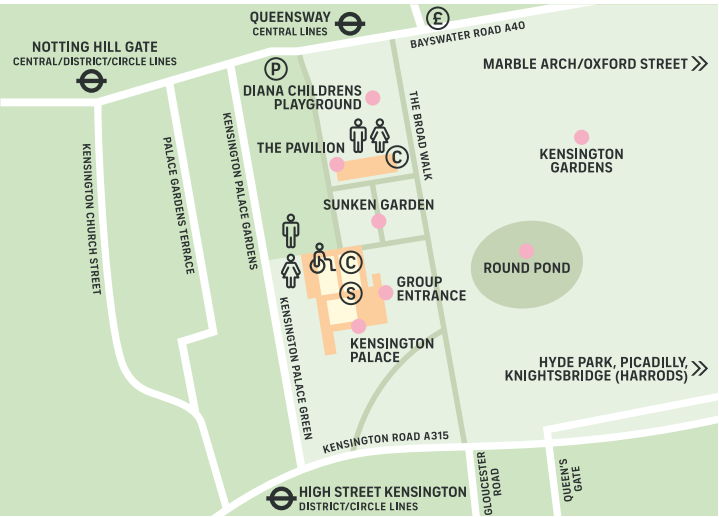 QUEENSWAY
CENTRAL LINES
£
BAYSWATER ROAD A40
NOTTING HILL GATE
CENTRAL/DISTRICT/CIRCLE LINES
MARBLE ARCH/OXFORD STREET
P
DIANA CHILDRENS
PLAYGROUND
THE BROAD WALK
THE PAVILION
C
KENSINGTON
GARDENS
KENSINGTON CHURCH STREET
PALACE GARDENS TERRACE
KENSINGTON PALACE GARDENS
SUNKEN GARDEN
C
S
GROUP
ENTRANCE
ROUND POND
KENSINGTON PALACE GREEN
KENSINGTON
PALACE
HYDE PARK, PICADILLY,
KNIGHTSBRIDGE (HARRODS)
KENSINGTON ROAD A315
GLOUCESTER
ROAD
QUEEN'S
GATE
HIGH STREET KENSINGTON
DISTRICT/CIRCLE LINES